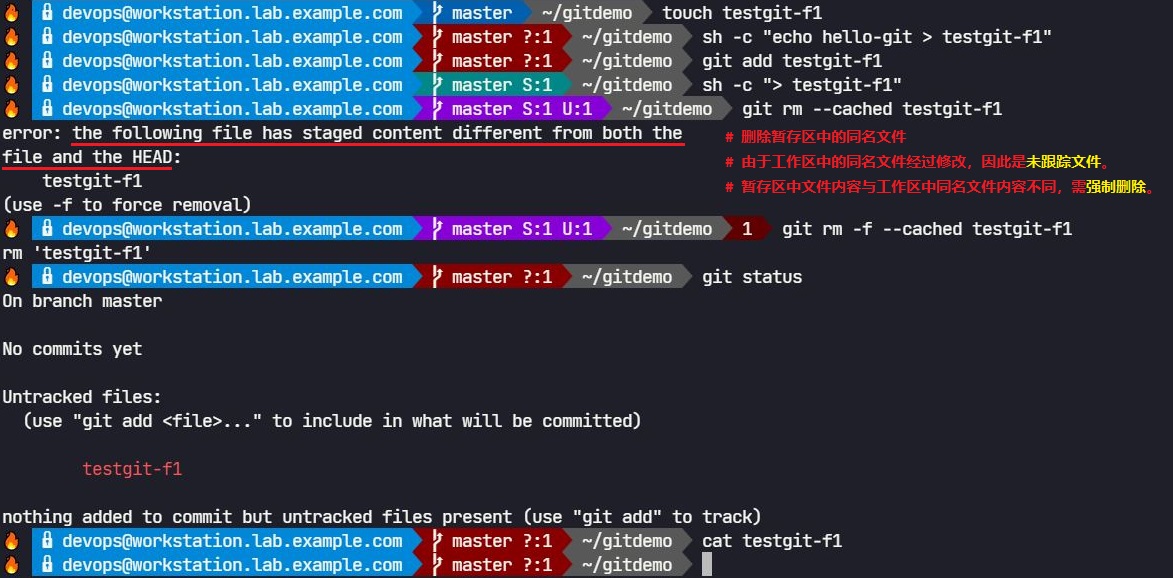 devops@workstation.lab.example.com master ~/gitdemo touch testgit-f1
devops@workstation.lab.example.com master ?:1 ~/gitdemo sh -c "echo hello-git > testgit-f1"
devops@workstation.lab.example.com master ?:1 ~/gitdemo git add testgit-f1
devops@workstation.lab.example.com master S:1 ~/gitdemo sh -c "> testgit-f1"
devops@workstation.lab.example.com master S:1 U:1 ~/gitdemo git rm --cached testgit-f1
error: the following file has staged content different from both the # 删除暂存区中的同名文件
file and the HEAD: # 由于工作区中的同名文件经过修改，因此是未跟踪文件。
testgit-f1 # 暂存区中文件内容与工作区中同名文件内容不同，需强制删除。
(use -f to force removal)
devops@workstation.lab.example.com master S:1 U:1 ~/gitdemo 1 git rm -f --cached testgit-f1
rm 'testgit-f1'
devops@workstation.lab.example.com master ?:1 ~/gitdemo git status
On branch master
No commits yet
Untracked files:
(use "git add <file>..." to include in what will be committed)
testgit-f1
nothing added to commit but untracked files present (use "git add" to track)
devops@workstation.lab.example.com master ?:1 ~/gitdemo cat testgit-f1
devops@workstation.lab.example.com master ?:1 ~/gitdemo